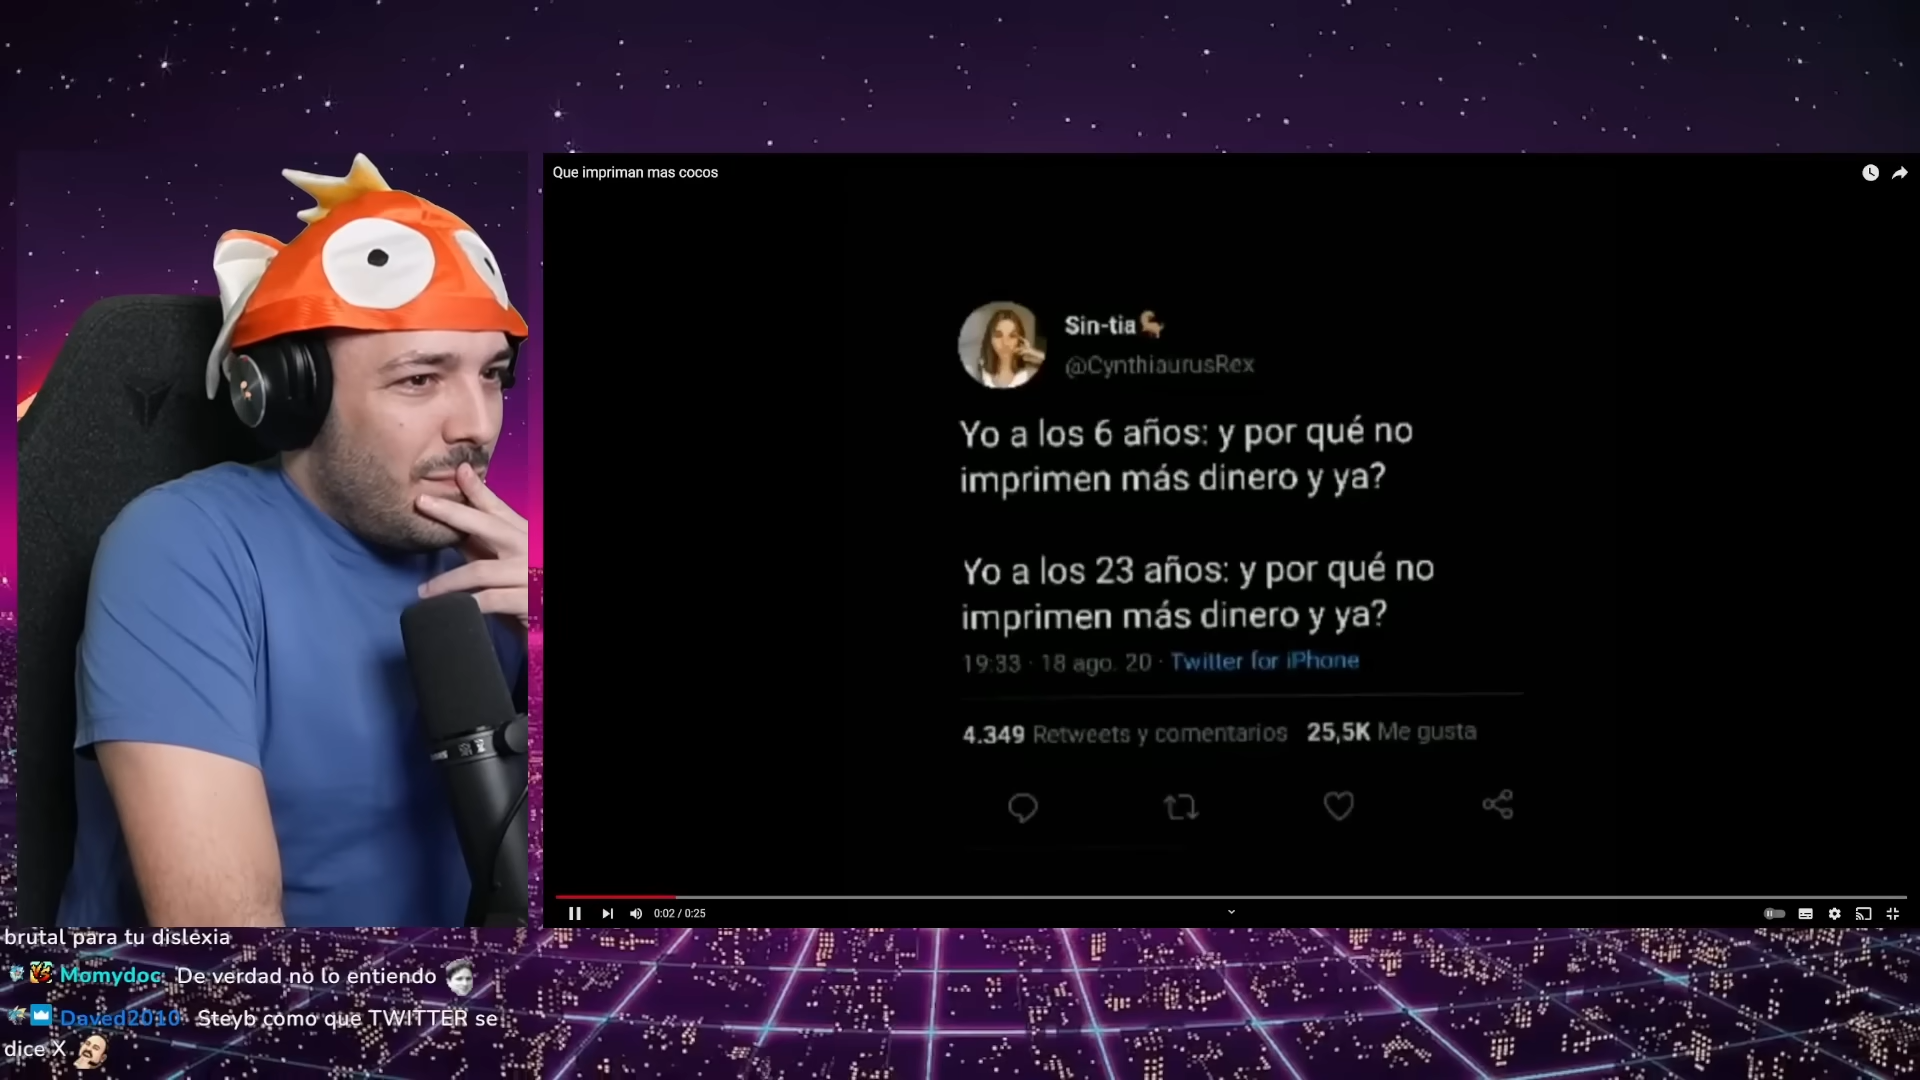 Que impriman mas cocos
Sin-tia
@CynthiaurusRex
Yo a los 6 años: y por qué no
imprimen más dinero y ya?
Yo a los 23 años: y por qué no
imprimen más dinero y ya?
19:33 · 18 ago. 20 · Twitter for iPhone
4.349 Retweets y comentarios 25,5K Me gusta
0:02 / 0:25
brutal para tu dislexia
Momydoc: De verdad no lo entiendo
Daved2010: Steyb como que TWITTER se
dice X